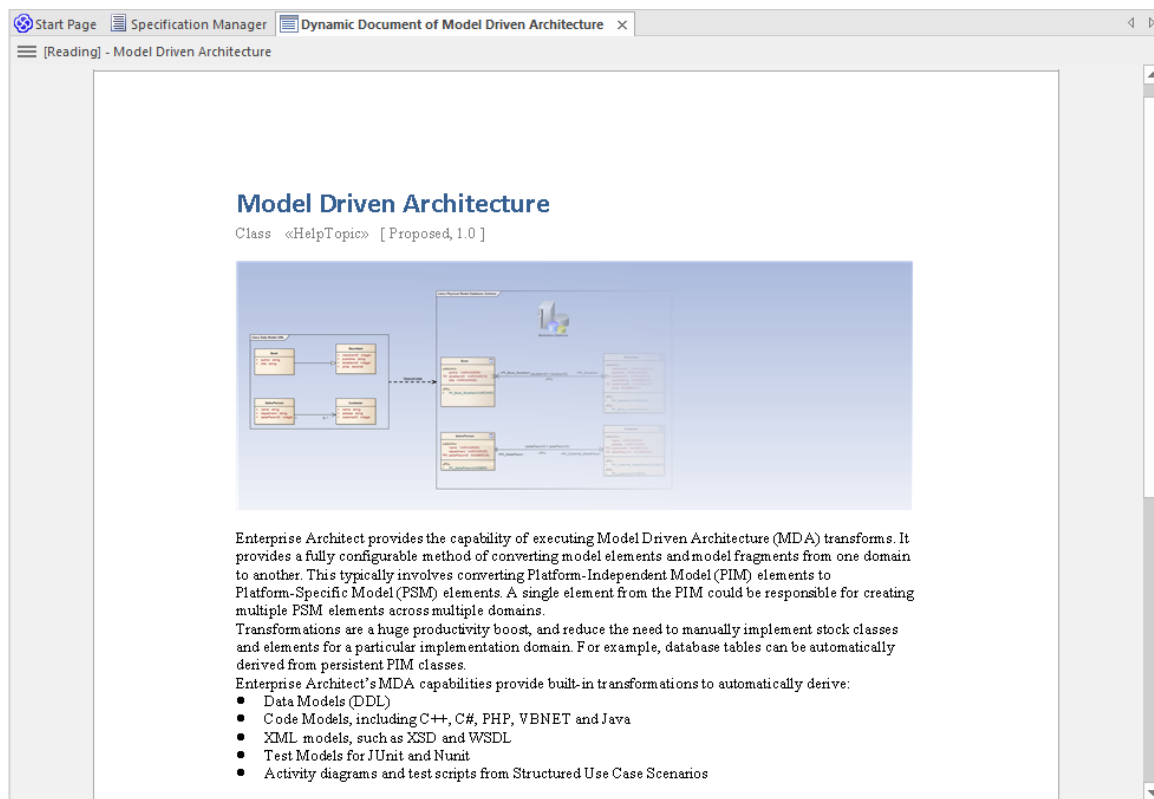 Start Page
Specification Manager
Dynamic Document of Model Driven Architecture
[Reading] - Model Driven Architecture
Model Driven Architecture
Class «HelpTopic» [ Proposed, 1.0 ]
Enterprise Architect provides the capability of executing Model Driven Architecture (MDA) transforms. It
provides a fully configurable method of converting model elements and model fragments from one domain
to another. This typically involves converting Platform-Independent Model (PIM) elements to
Platform-Specific Model (PSM) elements. A single element from the PIM could be responsible for creating
multiple PSM elements across multiple domains.
Transformations are a huge productivity boost, and reduce the need to manually implement stock classes
and elements for a particular implementation domain. For example, database tables can be automatically
derived from persistent PIM classes.
Enterprise Architect's MDA capabilities provide built-in transformations to automatically derive:
● Data Models (DDL)
● Code Models, including C++, C#, PHP, VBNET and Java
● XML models, such as XSD and WSDL
● Test Models for JUnit and Nunit
● Activity diagrams and test scripts from Structured Use Case Scenarios